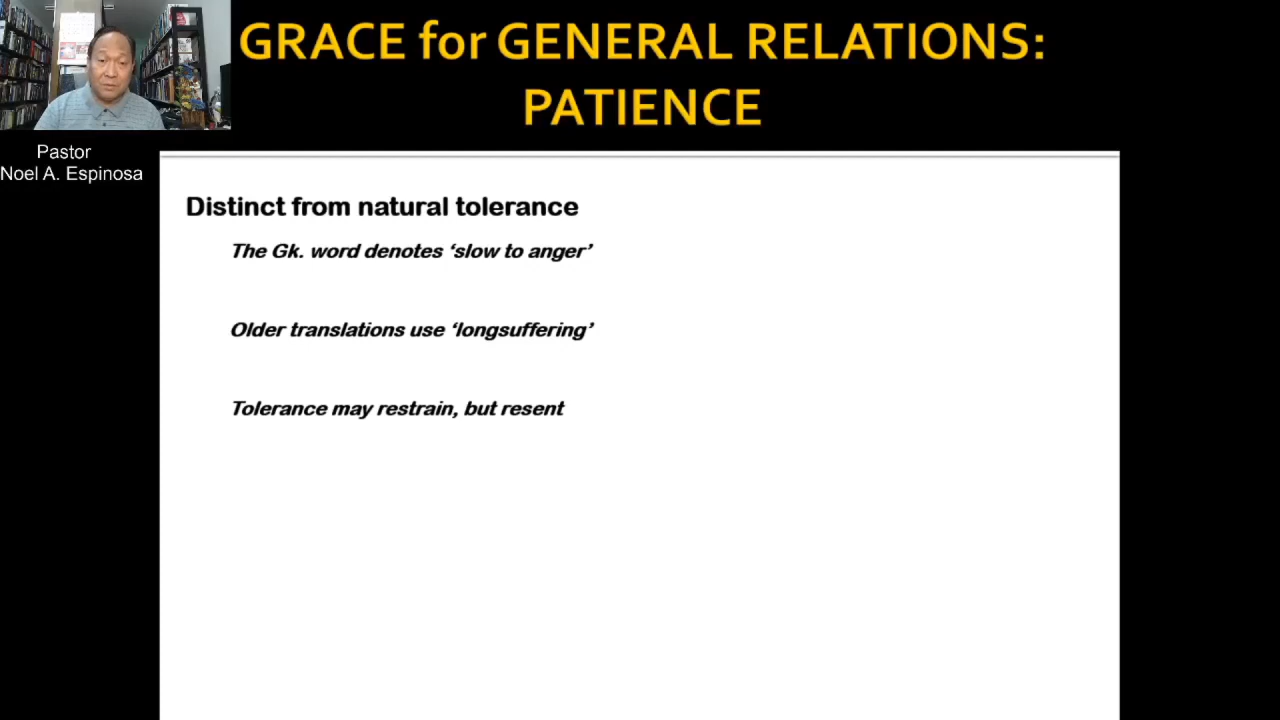 GRACE for GENERAL RELATIONS:
PATIENCE
Pastor
Noel A. Espinosa
Distinct from natural tolerance
The Gk. word denotes ‘slow to anger’
Older translations use ‘longsuffering’
Tolerance may restrain, but resent